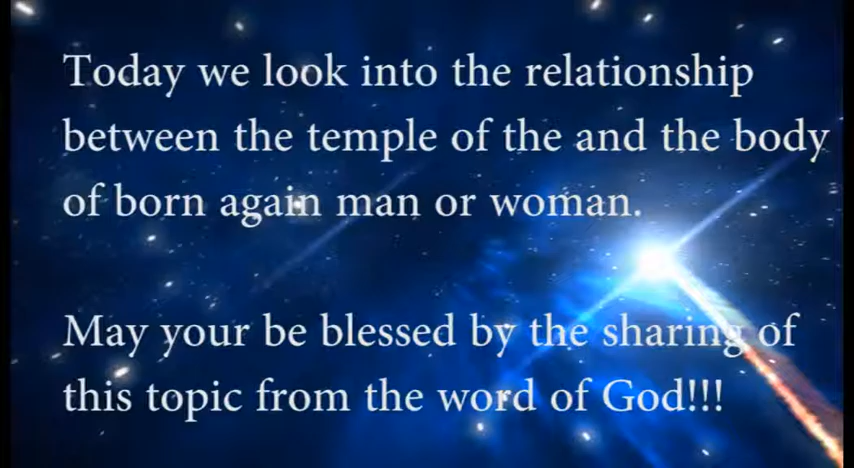 Today we look into the relationship
between the temple of the and the body
of born again man or woman.
May your be blessed by the sharing of
this topic from the word of God!!!